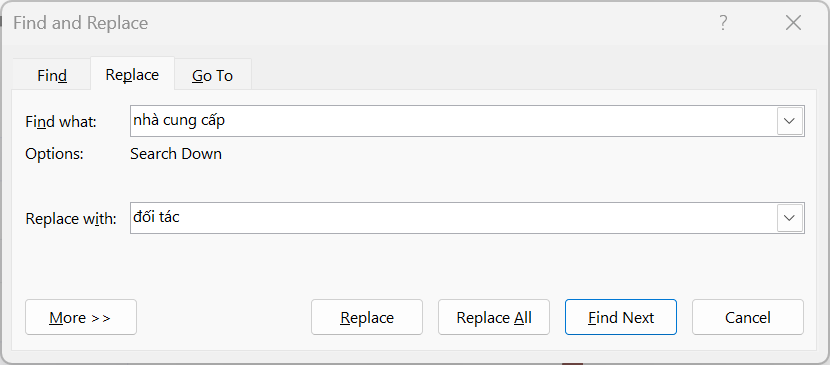 Find and Replace
Find Replace Go To
Find what: nhà cung cấp
Options: Search Down
Replace with: đối tác
More >> Replace Replace All Find Next Cancel